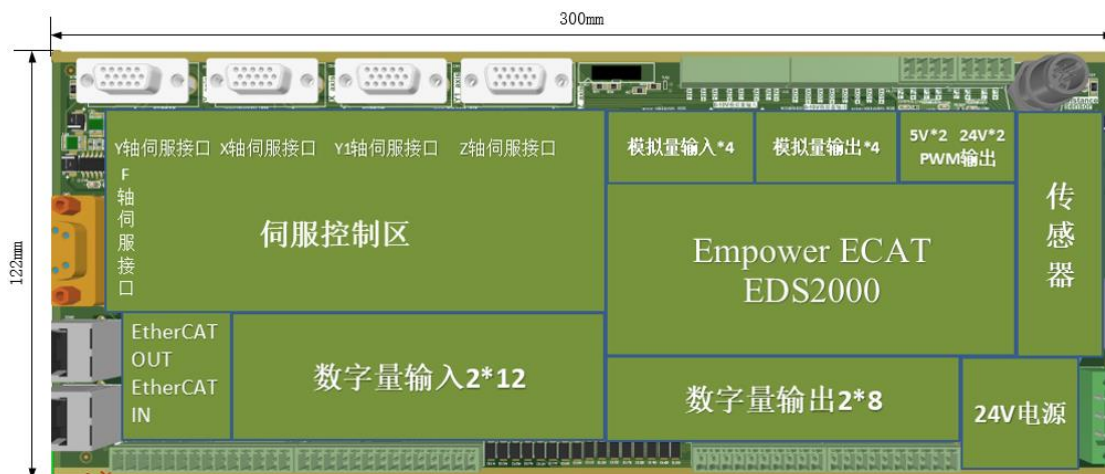 300mm
122mm
Y轴伺服接口 X轴伺服接口 Y1轴伺服接口 Z轴伺服接口
F
轴
伺
服
接
口
伺服控制区
模拟量输入*4
模拟量输出*4
5V*2 24V*2
PWM输出
传
感
器
Empower ECAT
EDS2000
EtherCAT
OUT
EtherCAT
IN
数字量输入2*12
数字量输出2*8
24V电源